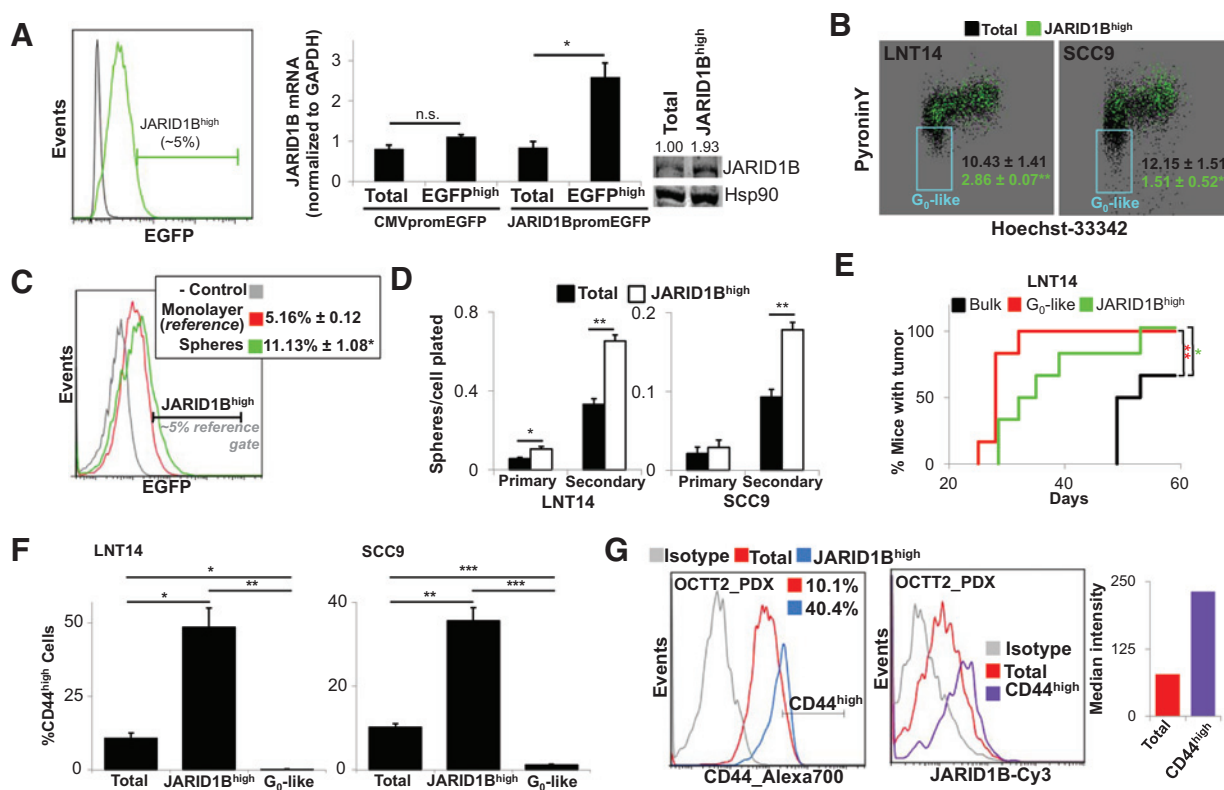 A
Events
JARID1Bhigh
(~5%)
EGFP
JARID1B mRNA
(normalized to GAPDH)
4
3
2
1
0
n.s.
*
Total EGFPhigh Total EGFPhigh
CMVpromEGFP JARID1BpromEGFP
Total JARID1Bhigh
1.00 1.93
JARID1B
Hsp90
B
Total JARID1Bhigh
LNT14 SCC9
PyroninY
10.43 ± 1.41
2.86 ± 0.07**
G0-like
12.15 ± 1.51
1.51 ± 0.52*
G0-like
Hoechst-33342
C
- Control
Monolayer
(reference) 5.16% ± 0.12
Spheres 11.13% ± 1.08*
JARID1Bhigh
~5% reference
gate
Events
EGFP
D
Total JARID1Bhigh
Spheres/cell plated
0.8
0.4
0
* **
Primary Secondary
LNT14
0.2
0.1
0
**
Primary Secondary
SCC9
E
LNT14
Bulk G0-like JARID1Bhigh
% Mice with tumor
100
50
0
** *
20 40 60
Days
F
LNT14 SCC9
%CD44high Cells
50
25
0
*
**
*
Total JARID1Bhigh G0-like
40
20
0
***
***
**
Total JARID1Bhigh G0-like
G
Isotype Total JARID1Bhigh
OCTT2_PDX
10.1%
40.4%
CD44high
Events
CD44_Alexa700
OCTT2_PDX
Isotype
Total
CD44high
Events
JARID1B-Cy3
Median intensity
250
125
0
Total CD44high